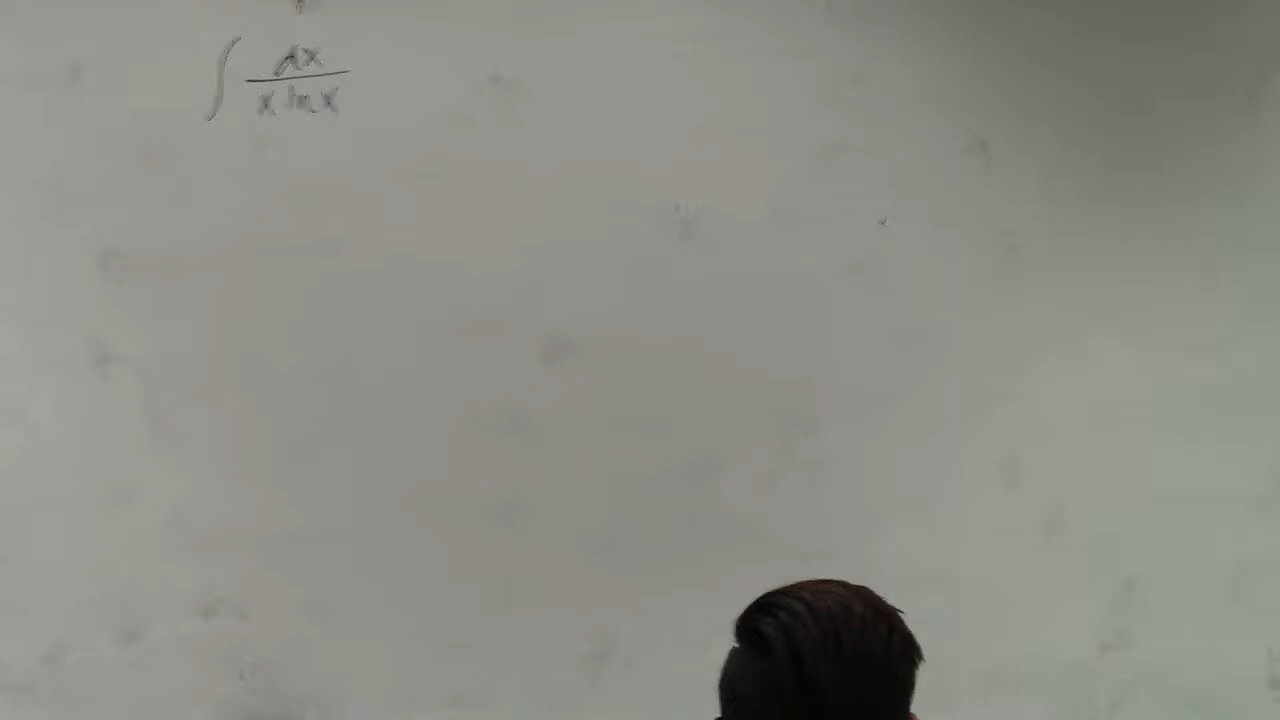 ∫ dx / (x ln x)